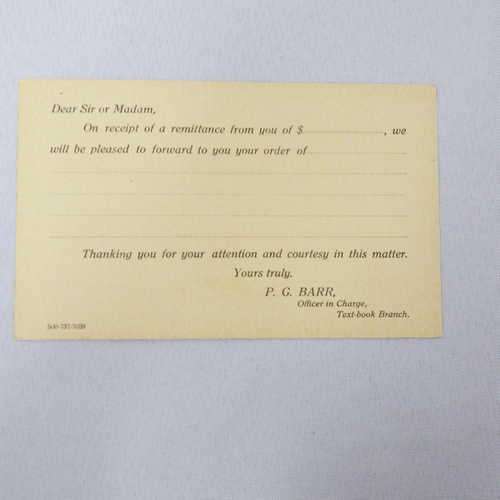 Dear Sir or Madam,
On receipt of a remittance from you of $, we
will be pleased to forward to you your order of
Thanking you for your attention and courtesy in this matter.
Yours truly.
P. G. BARR,
Officer in Charge,
Text-book Branch.